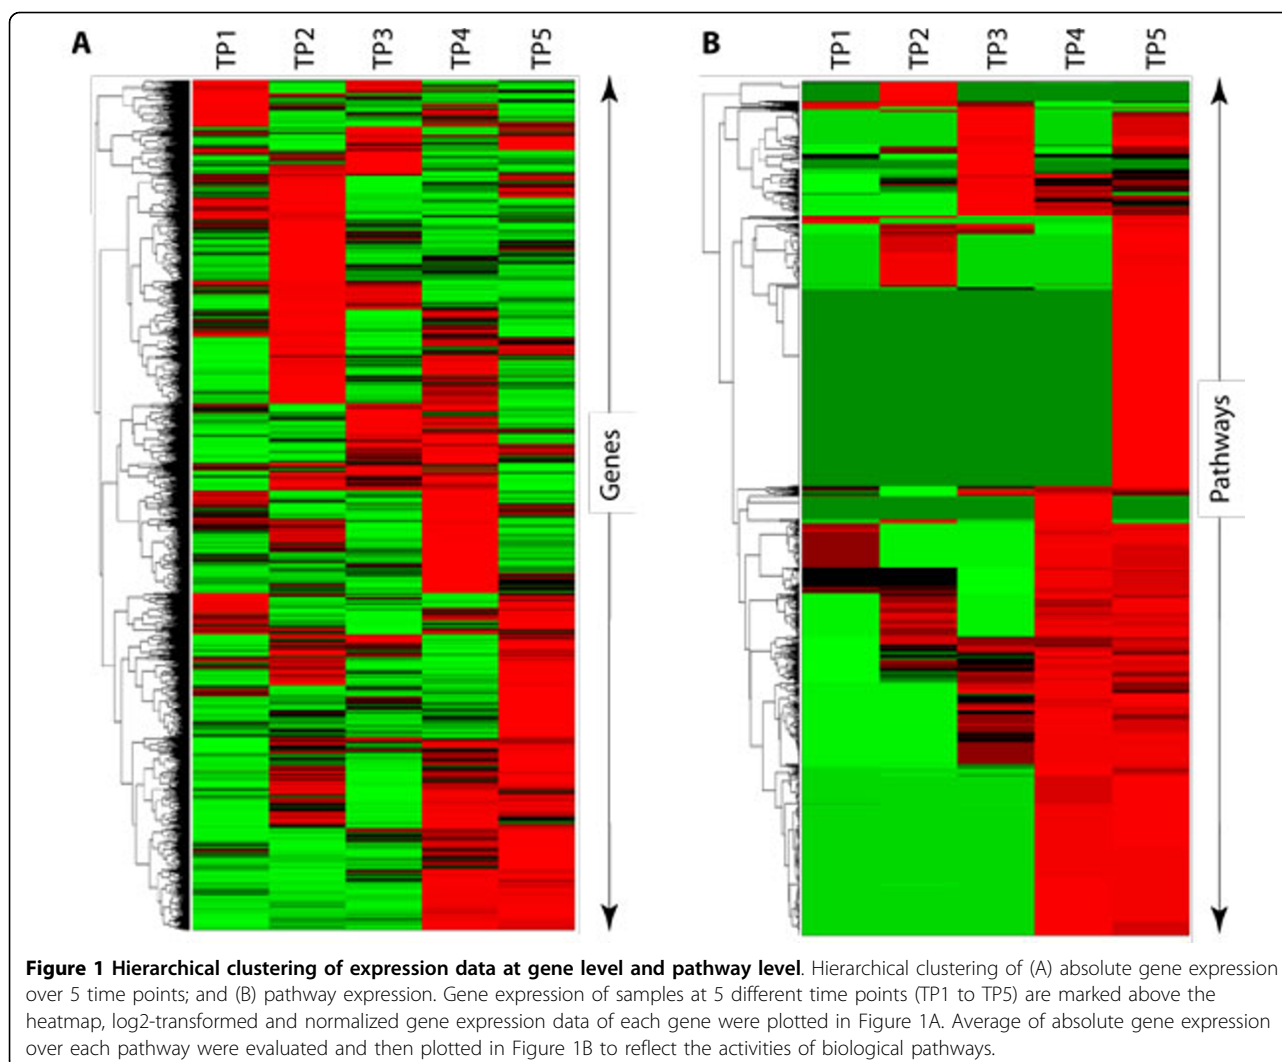 A
TP1 TP2 TP3 TP4 TP5
Genes
B
TP1 TP2 TP3 TP4 TP5
Pathways
Figure 1 Hierarchical clustering of expression data at gene level and pathway level. Hierarchical clustering of (A) absolute gene expression
over 5 time points; and (B) pathway expression. Gene expression of samples at 5 different time points (TP1 to TP5) are marked above the
heatmap, log2-transformed and normalized gene expression data of each gene were plotted in Figure 1A. Average of absolute gene expression
over each pathway were evaluated and then plotted in Figure 1B to reflect the activities of biological pathways.